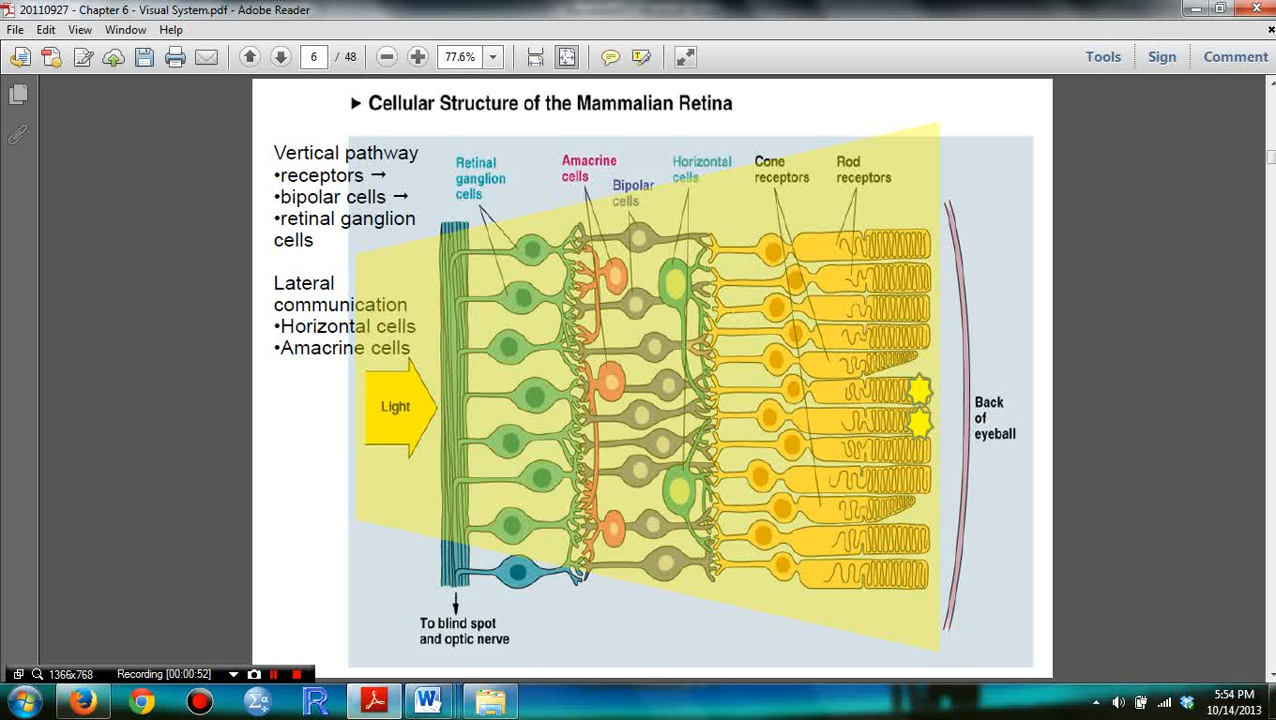 20110927 - Chapter 6 - Visual System.pdf - Adobe Reader
File Edit View Window Help
6 / 48 77.6% Tools Sign Comment
► Cellular Structure of the Mammalian Retina
Vertical pathway
•receptors →
•bipolar cells →
•retinal ganglion
cells
Lateral
communication
•Horizontal cells
•Amacrine cells
Retinal
ganglion
cells
Amacrine
cells
Bipolar
cells
Horizontal
cells
Cone
receptors
Rod
receptors
Light
Back
of
eyeball
To blind spot
and optic nerve
1366x768 Recording [00:00:52]
5:54 PM
10/14/2013